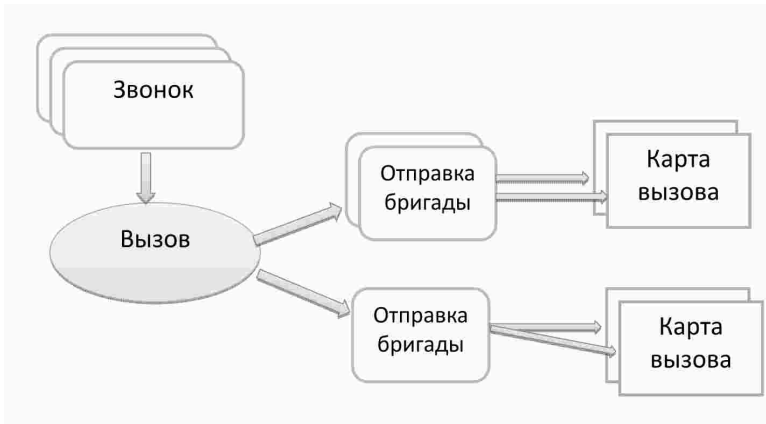 Звонок
Вызов
Отправка
бригады
Карта
вызова
Отправка
бригады
Карта
вызова